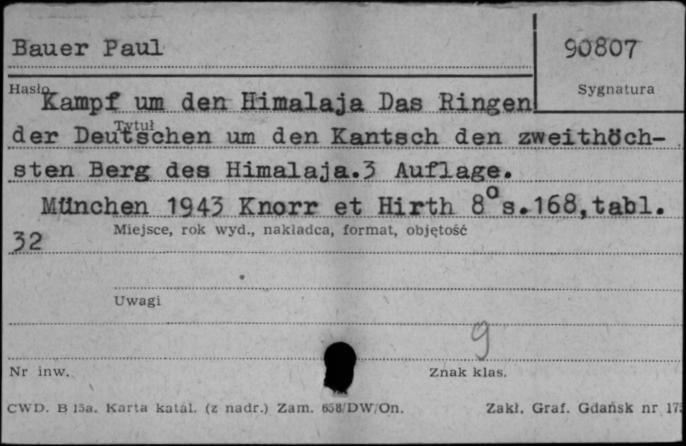 Bauer Paul
90807
Hasło
Sygnatura
Kampf um den Himalaja Das Ringen
Tytuł
der Deutschen um den Kantsch den zweithöch-
sten Berg des Himalaja.3 Auflage.
München 1943 Knorr et Hirth 8° s.168,tabl.
Miejsce, rok wyd., nakładca, format, objętość
32
Uwagi
9
Nr inw.
Znak klas.
CWD. B 15a. Karta katal. (z nadr.) Zam. 658/DW/On.
Zakł. Graf. Gdańsk nr